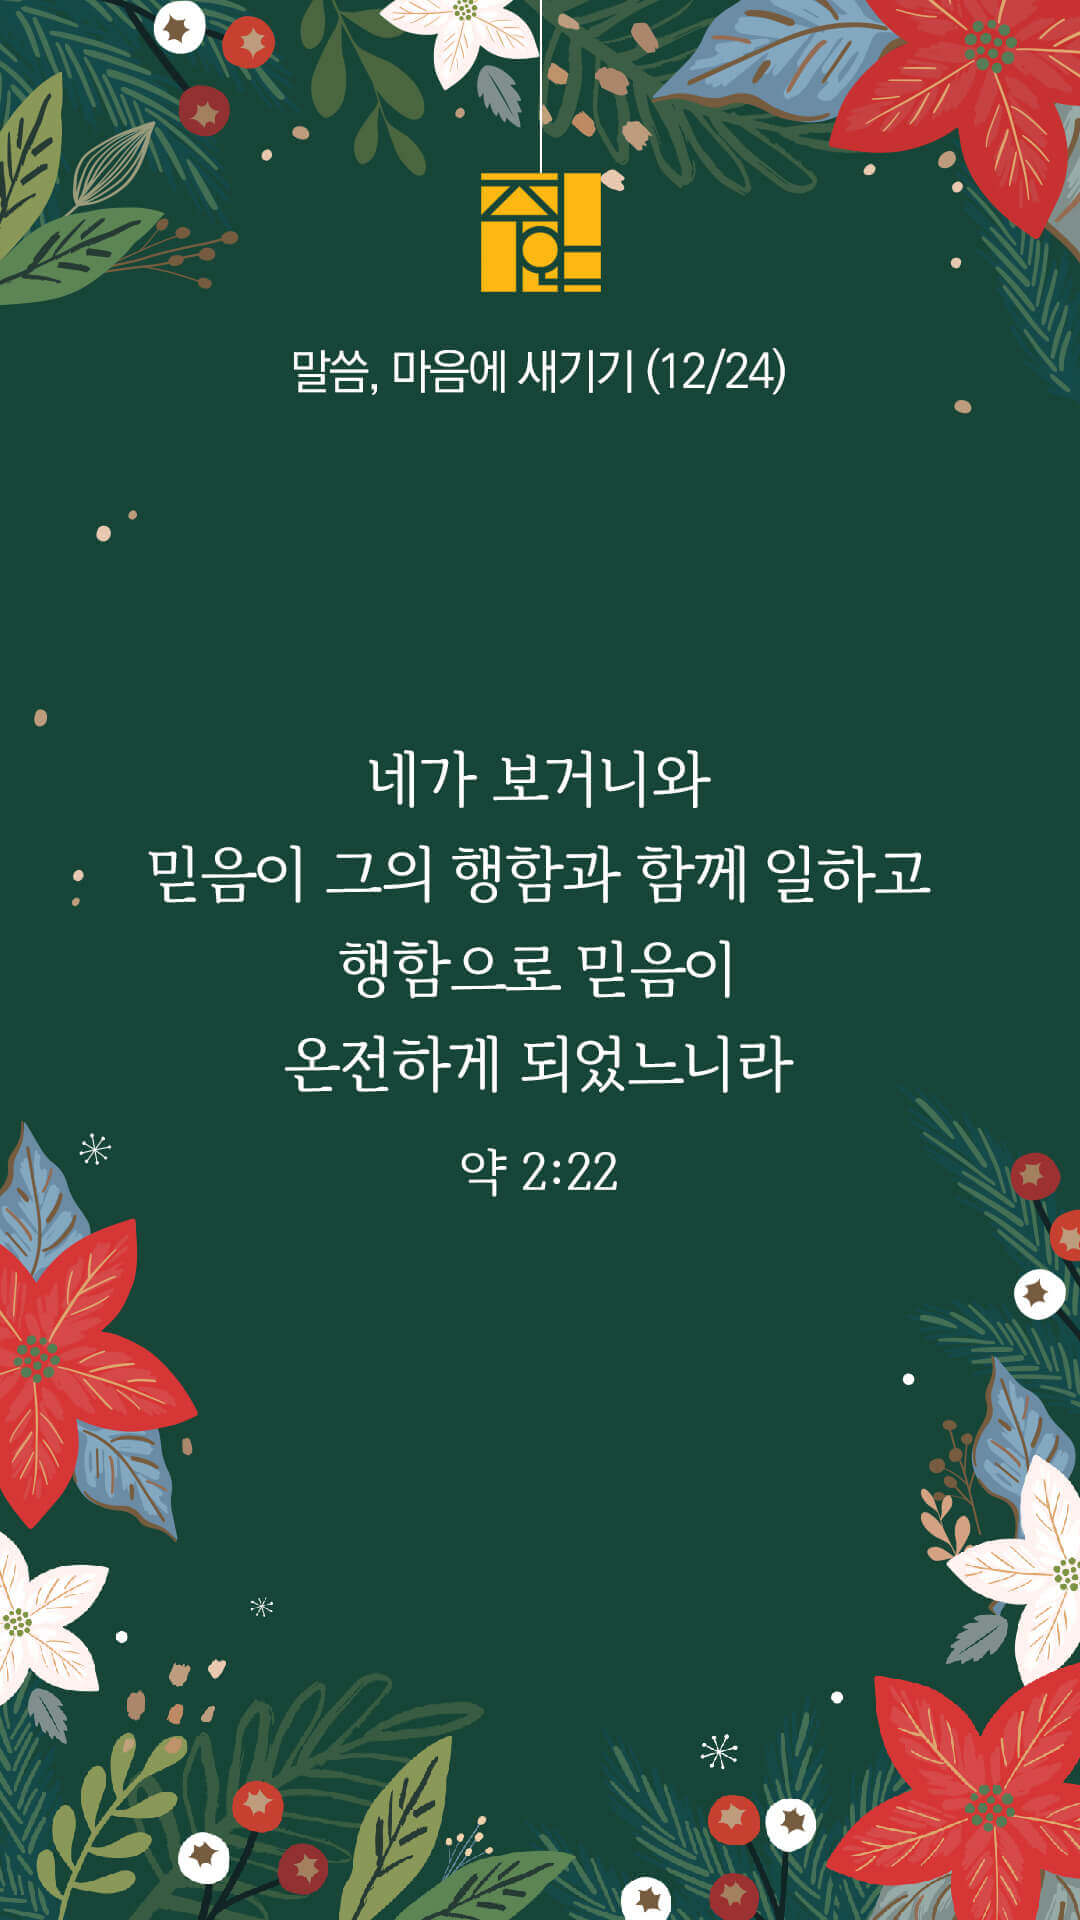 주안
말씀, 마음에 새기기 (12/24)
네가 보거니와
믿음이 그의 행함과 함께 일하고
행함으로 믿음이
온전하게 되었느니라
약 2:22